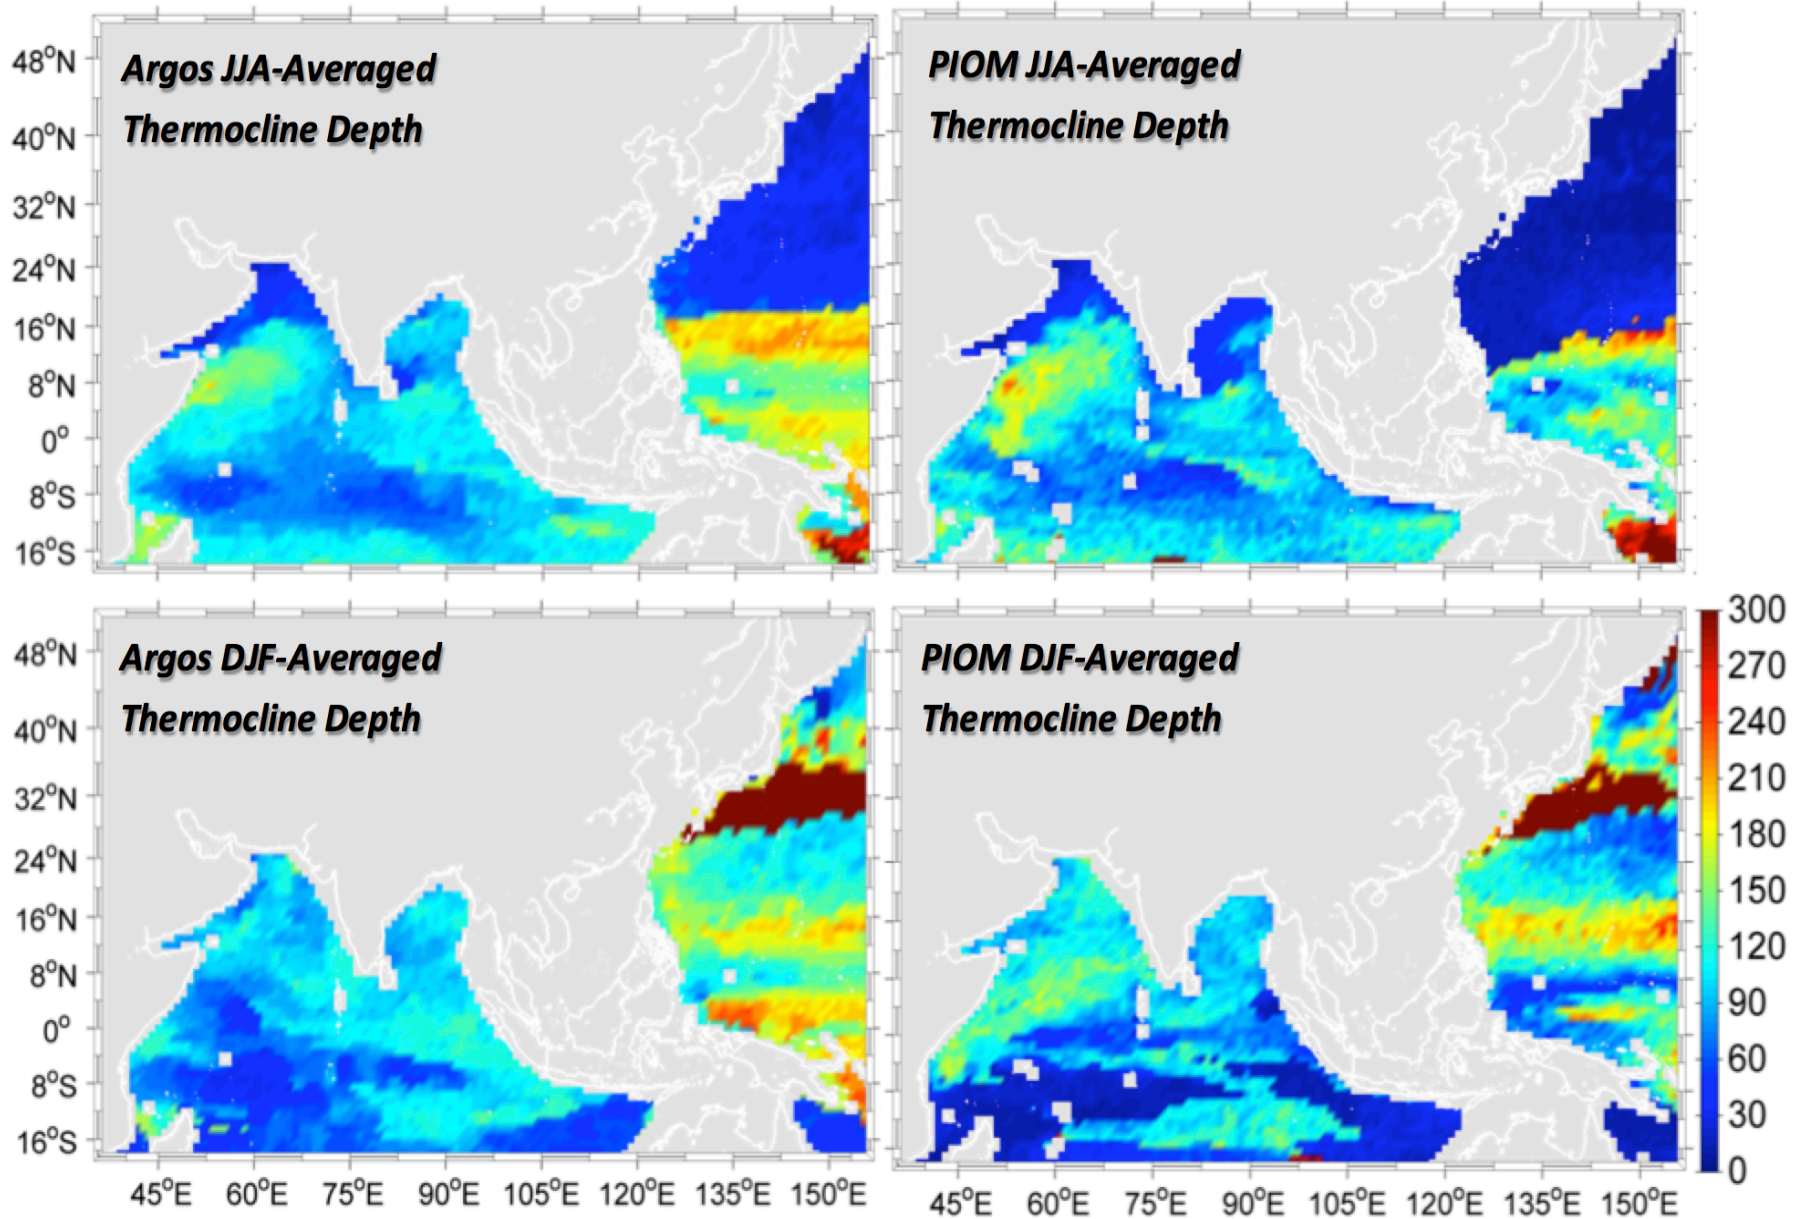 Argos JJA-Averaged
Thermocline Depth
PIOM JJA-Averaged
Thermocline Depth
48°N
40°N
32°N
24°N
16°N
8°N
0°
8°S
16°S
Argos DJF-Averaged
Thermocline Depth
PIOM DJF-Averaged
Thermocline Depth
48°N
40°N
32°N
24°N
16°N
8°N
0°
8°S
16°S
300
270
240
210
180
150
120
90
60
30
0
45°E 60°E 75°E 90°E 105°E 120°E 135°E 150°E
45°E 60°E 75°E 90°E 105°E 120°E 135°E 150°E